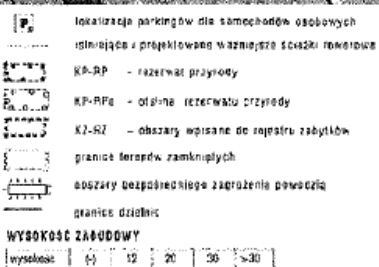 P
lokalizacja parkingów dla samochodów osobowych
istniejące i projektowane ważniejsze ścieżki rowerowe
KP-RP - rezerwat przyrody
KP-RPo - otulina rezerwatu przyrody
KZ-RZ - obszary wpisane do rejestru zabytków
granice terenów zamkniętych
obszary bezpośredniego zagrożenia powodzią
granice dzielnic
WYSOKOŚĆ ZABUDOWY
wysokość (-) 12 20 30 >30